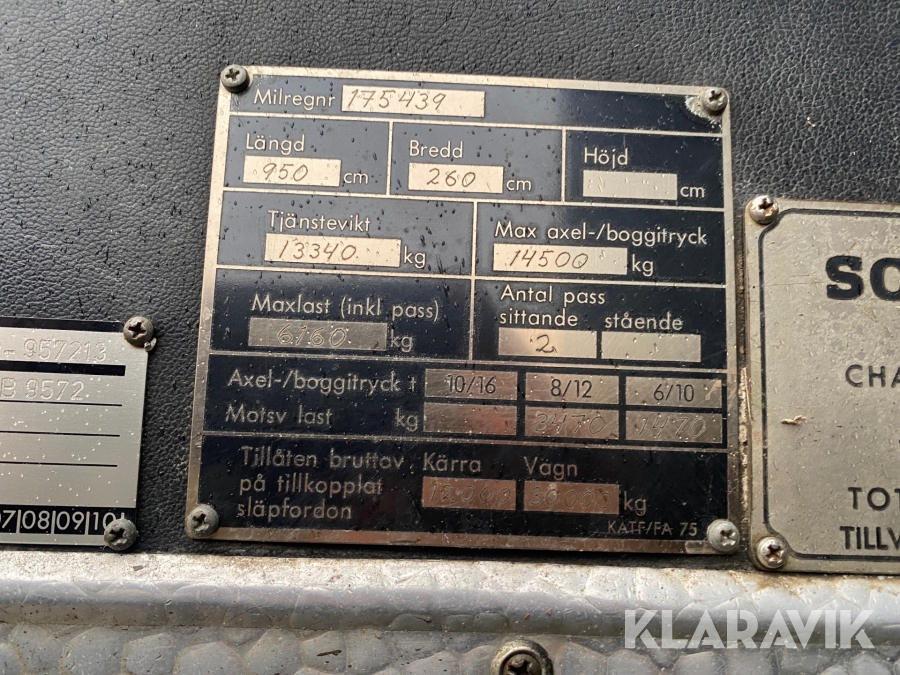 Milregnr 175439
Längd Bredd Höjd
950 cm 260 cm cm
Tjänstevikt Max axel-/boggitryck
13340 kg 14500 kg
Maxlast (inkl pass) Antal pass
sittande stående
6160 kg 2
Axel-/boggitryck t 10/16 8/12 6/10
Motsv last kg 3470 1470
Tillåten bruttov Kärra Vagn
på tillkopplat kg
släpfordon KATF/FA 75
- 957213
B 9572
07/08/09/10
SC
CHA
TOT
TILLV
KLARAVIK